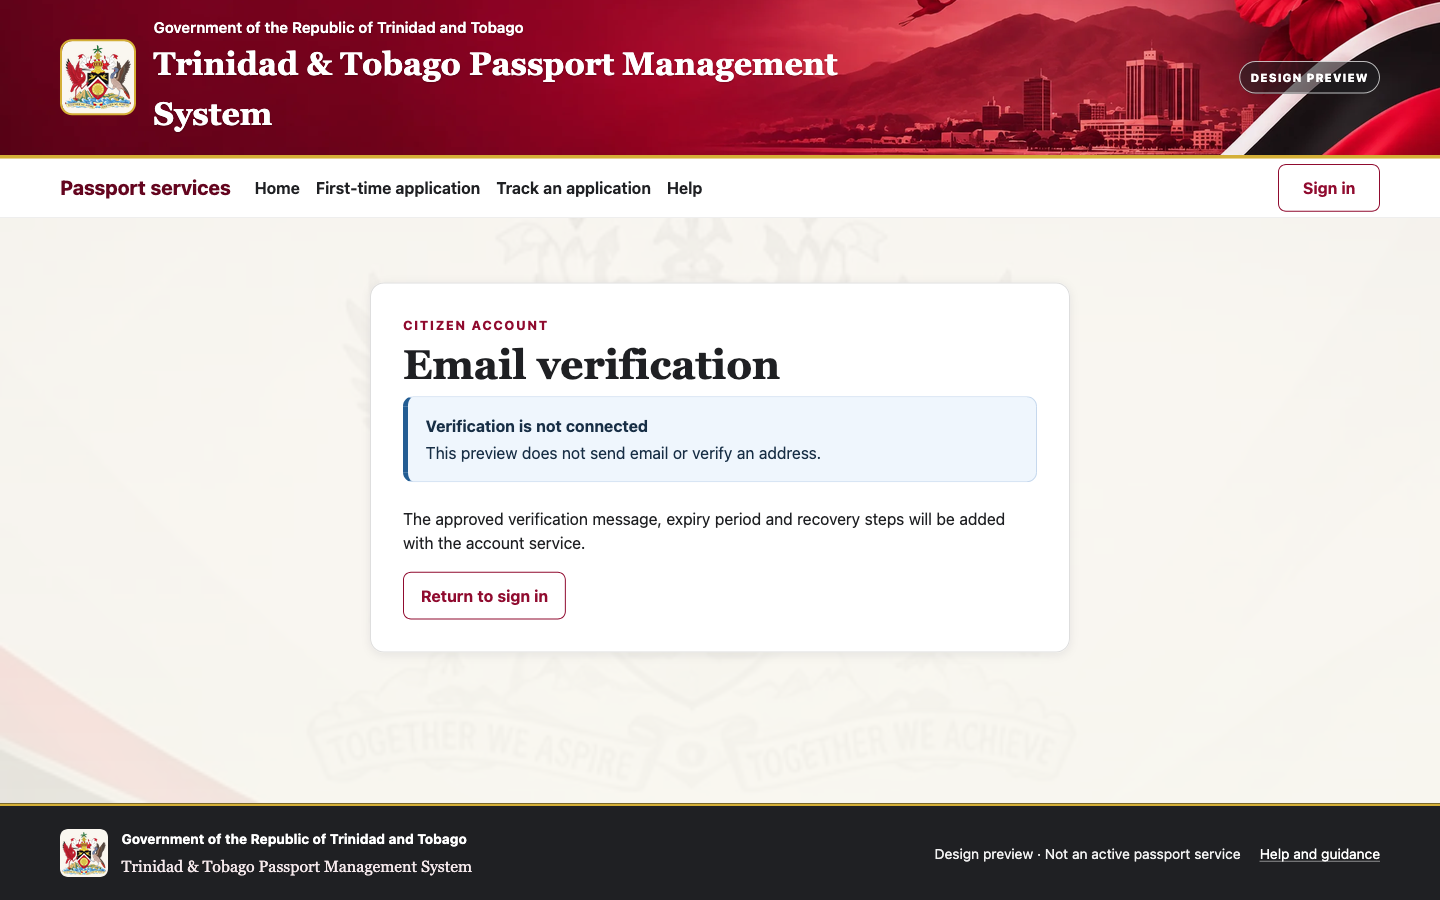 Government of the Republic of Trinidad and Tobago
Trinidad & Tobago Passport Management
System
DESIGN PREVIEW
Passport services
Home
First-time application
Track an application
Help
Sign in
CITIZEN ACCOUNT
Email verification
Verification is not connected
This preview does not send email or verify an address.
The approved verification message, expiry period and recovery steps will be added
with the account service.
Return to sign in
TOGETHER WE ASPIRE
TOGETHER WE ACHIEVE
Government of the Republic of Trinidad and Tobago
Trinidad & Tobago Passport Management System
Design preview · Not an active passport service
Help and guidance